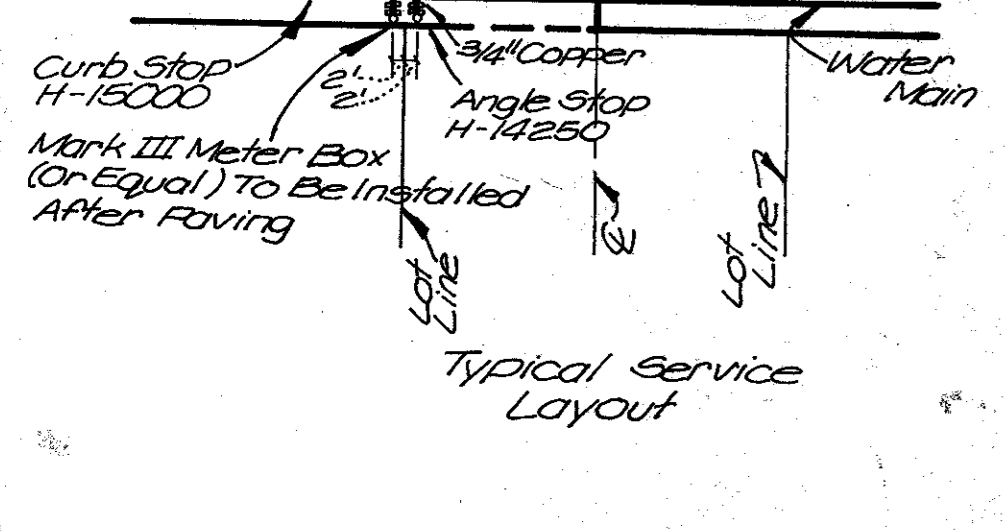 3/4" Copper
Curb Stop
H-15000
2'
2'
Water
Main
Angle Stop
H-14250
Mark III Meter Box
(Or Equal) To Be Installed
After Paving
℄
Lot
Line
Lot
Line
Typical Service
Layout